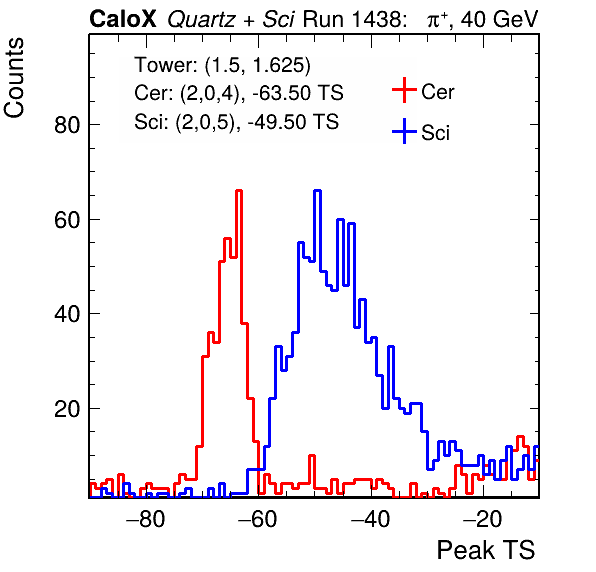 CaloX Quartz + Sci Run 1438: π⁺, 40 GeV
Counts
Tower: (1.5, 1.625)
Cer: (2,0,4), -63.50 TS
Sci: (2,0,5), -49.50 TS
Cer
Sci
80
60
40
20
−80 −60 −40 −20
Peak TS